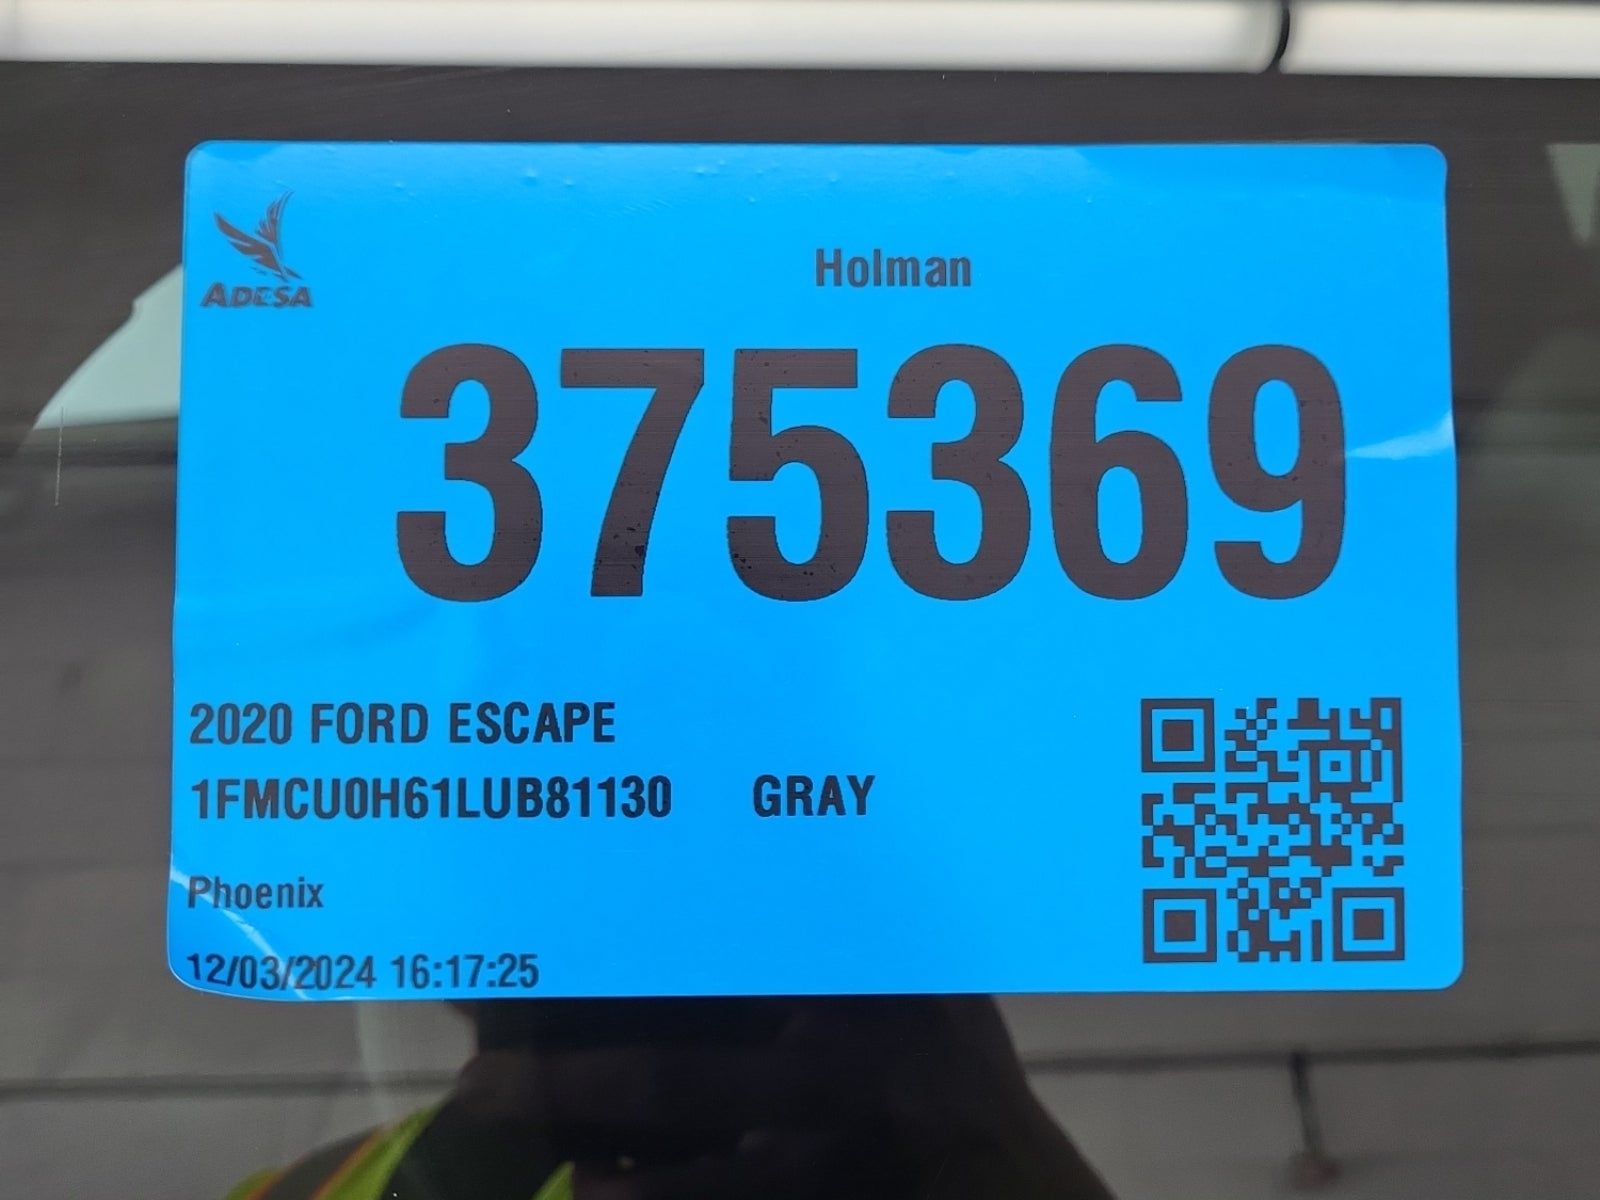 ADESA
Holman
375369
2020 FORD ESCAPE
1FMCU0H61LUB81130 GRAY
Phoenix
12/03/2024 16:17:25